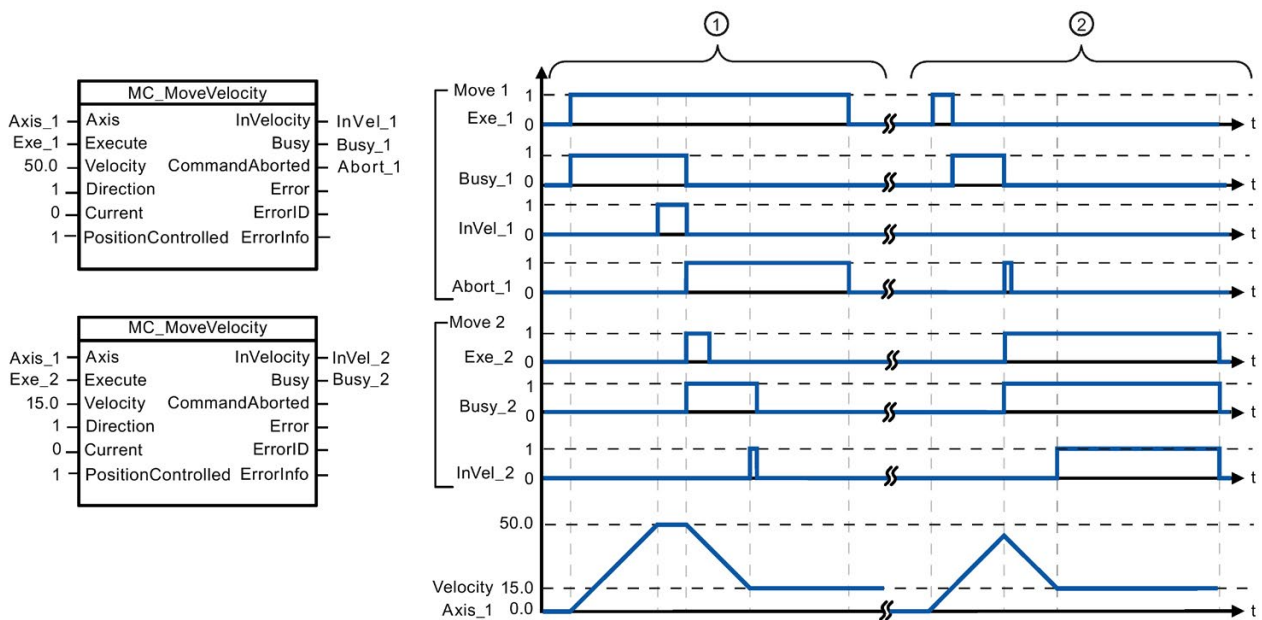 MC_MoveVelocity
Axis_1 Axis InVelocity InVel_1
Exe_1 Execute Busy Busy_1
50.0 Velocity CommandAborted Abort_1
1 Direction Error
0 Current ErrorID
1 PositionControlled ErrorInfo
MC_MoveVelocity
Axis_1 Axis InVelocity InVel_2
Exe_2 Execute Busy Busy_2
15.0 Velocity CommandAborted
1 Direction Error
0 Current ErrorID
1 PositionControlled ErrorInfo
① ②
Move 1
1
Exe_1 0 t
1
Busy_1 0 t
1
InVel_1 0 t
1
Abort_1 0 t
Move 2
1
Exe_2 0 t
1
Busy_2 0 t
1
InVel_2 0 t
50.0
Velocity 15.0
Axis_1 0.0 t